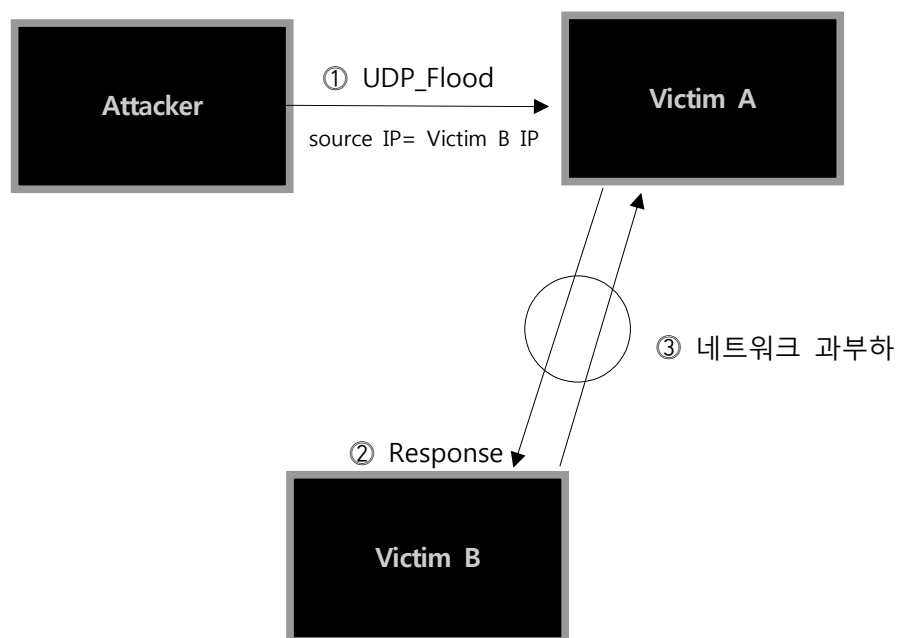 Attacker
① UDP_Flood
source IP= Victim B IP
Victim A
③ 네트워크 과부하
② Response
Victim B